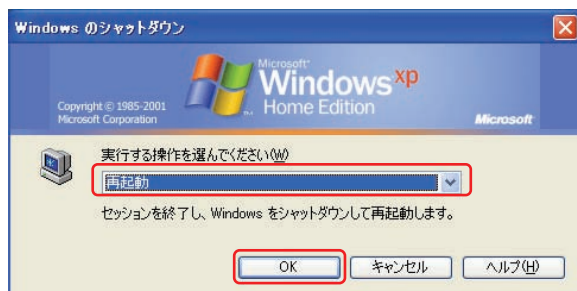 Windows のシャットダウン
Microsoft®
Windows xp
Home Edition
Copyright © 1985-2001
Microsoft Corporation
Microsoft
実行する操作を選んでください(W)
再起動
セッションを終了し、Windows をシャットダウンして再起動します。
OK
キャンセル
ヘルプ(H)